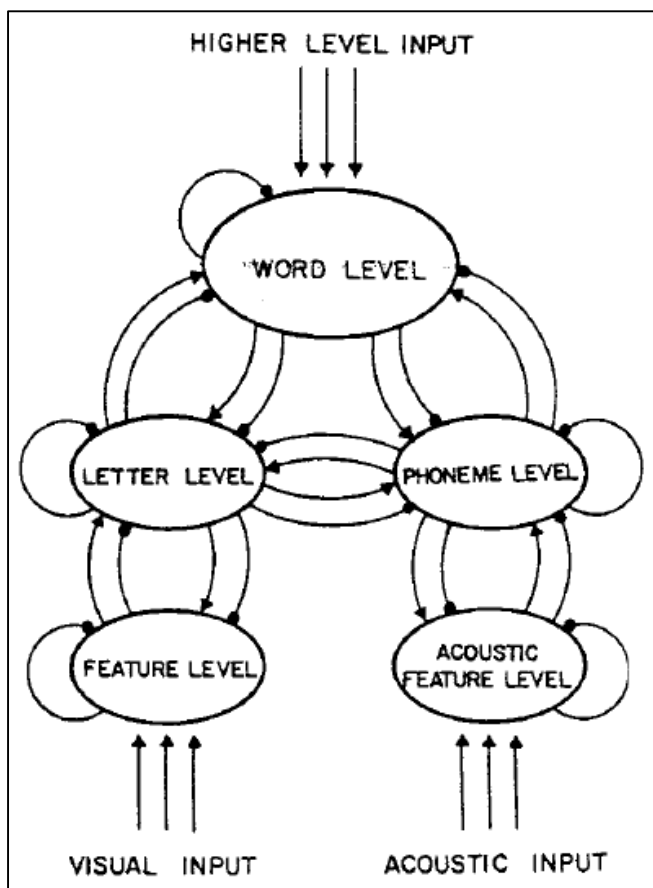 HIGHER LEVEL INPUT
WORD LEVEL
LETTER LEVEL
PHONEME LEVEL
FEATURE LEVEL
ACOUSTIC
FEATURE LEVEL
VISUAL INPUT
ACOUSTIC INPUT